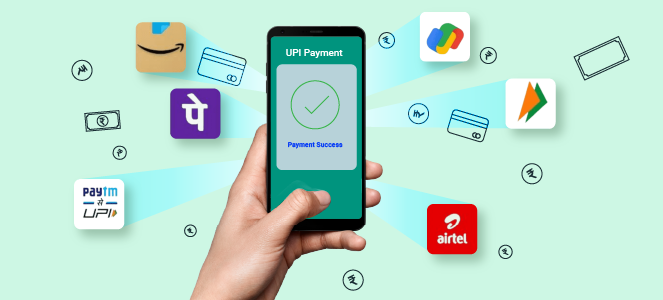 UPI Payment
Payment Success
पे
paytm
से
UPI
airtel